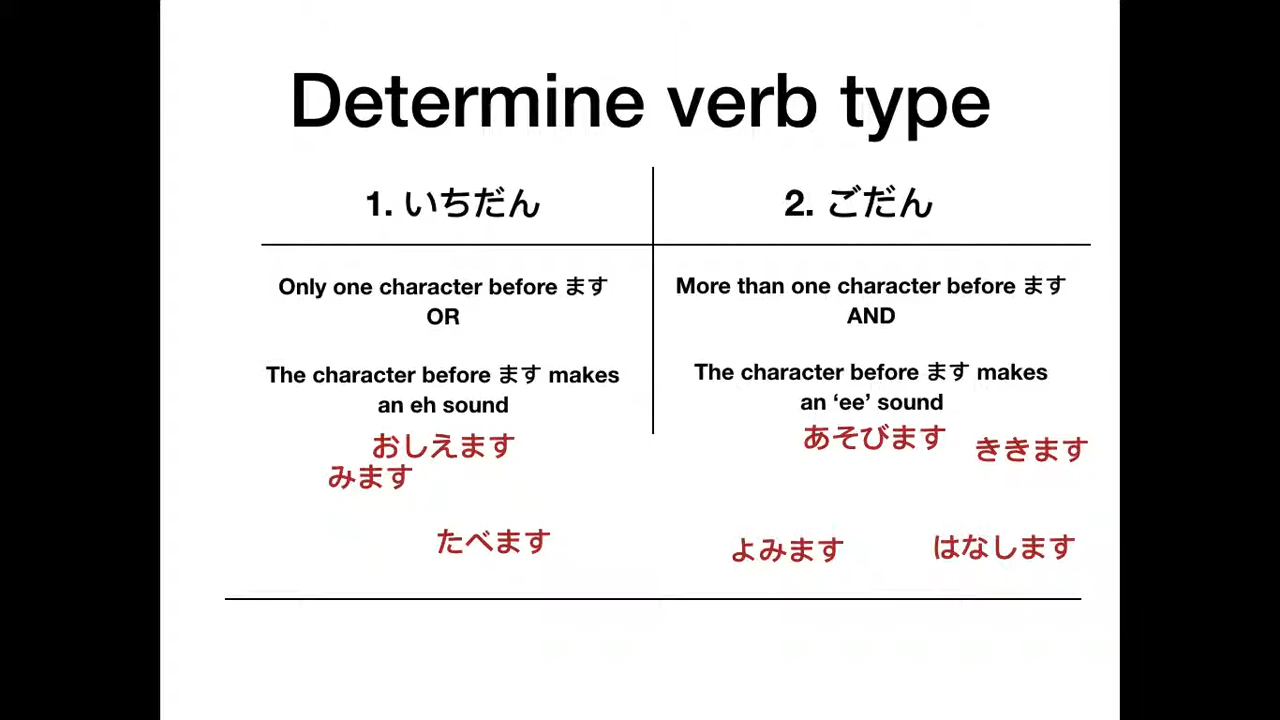 Determine verb type
1. いちだん
2. ごだん
Only one character before ます
OR
The character before ます makes
an eh sound
おしえます
みます
たべます
More than one character before ます
AND
The character before ます makes
an ‘ee’ sound
あそびます
ききます
よみます
はなします